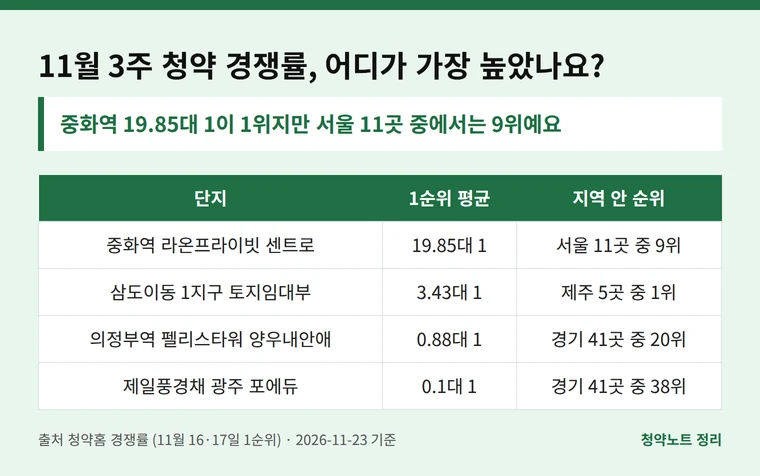 11월 3주 청약 경쟁률, 어디가 가장 높았나요?
중화역 19.85대 1이 1위지만 서울 11곳 중에서는 9위예요
단지 1순위 평균 지역 안 순위
중화역 라온프라이빗 센트로 19.85대 1 서울 11곳 중 9위
삼도이동 1지구 토지임대부 3.43대 1 제주 5곳 중 1위
의정부역 펠리스타워 양우내안애 0.88대 1 경기 41곳 중 20위
제일풍경채 광주 포에듀 0.1대 1 경기 41곳 중 38위
출처 청약홈 경쟁률 (11월 16·17일 1순위) · 2026-11-23 기준 청약노트 정리